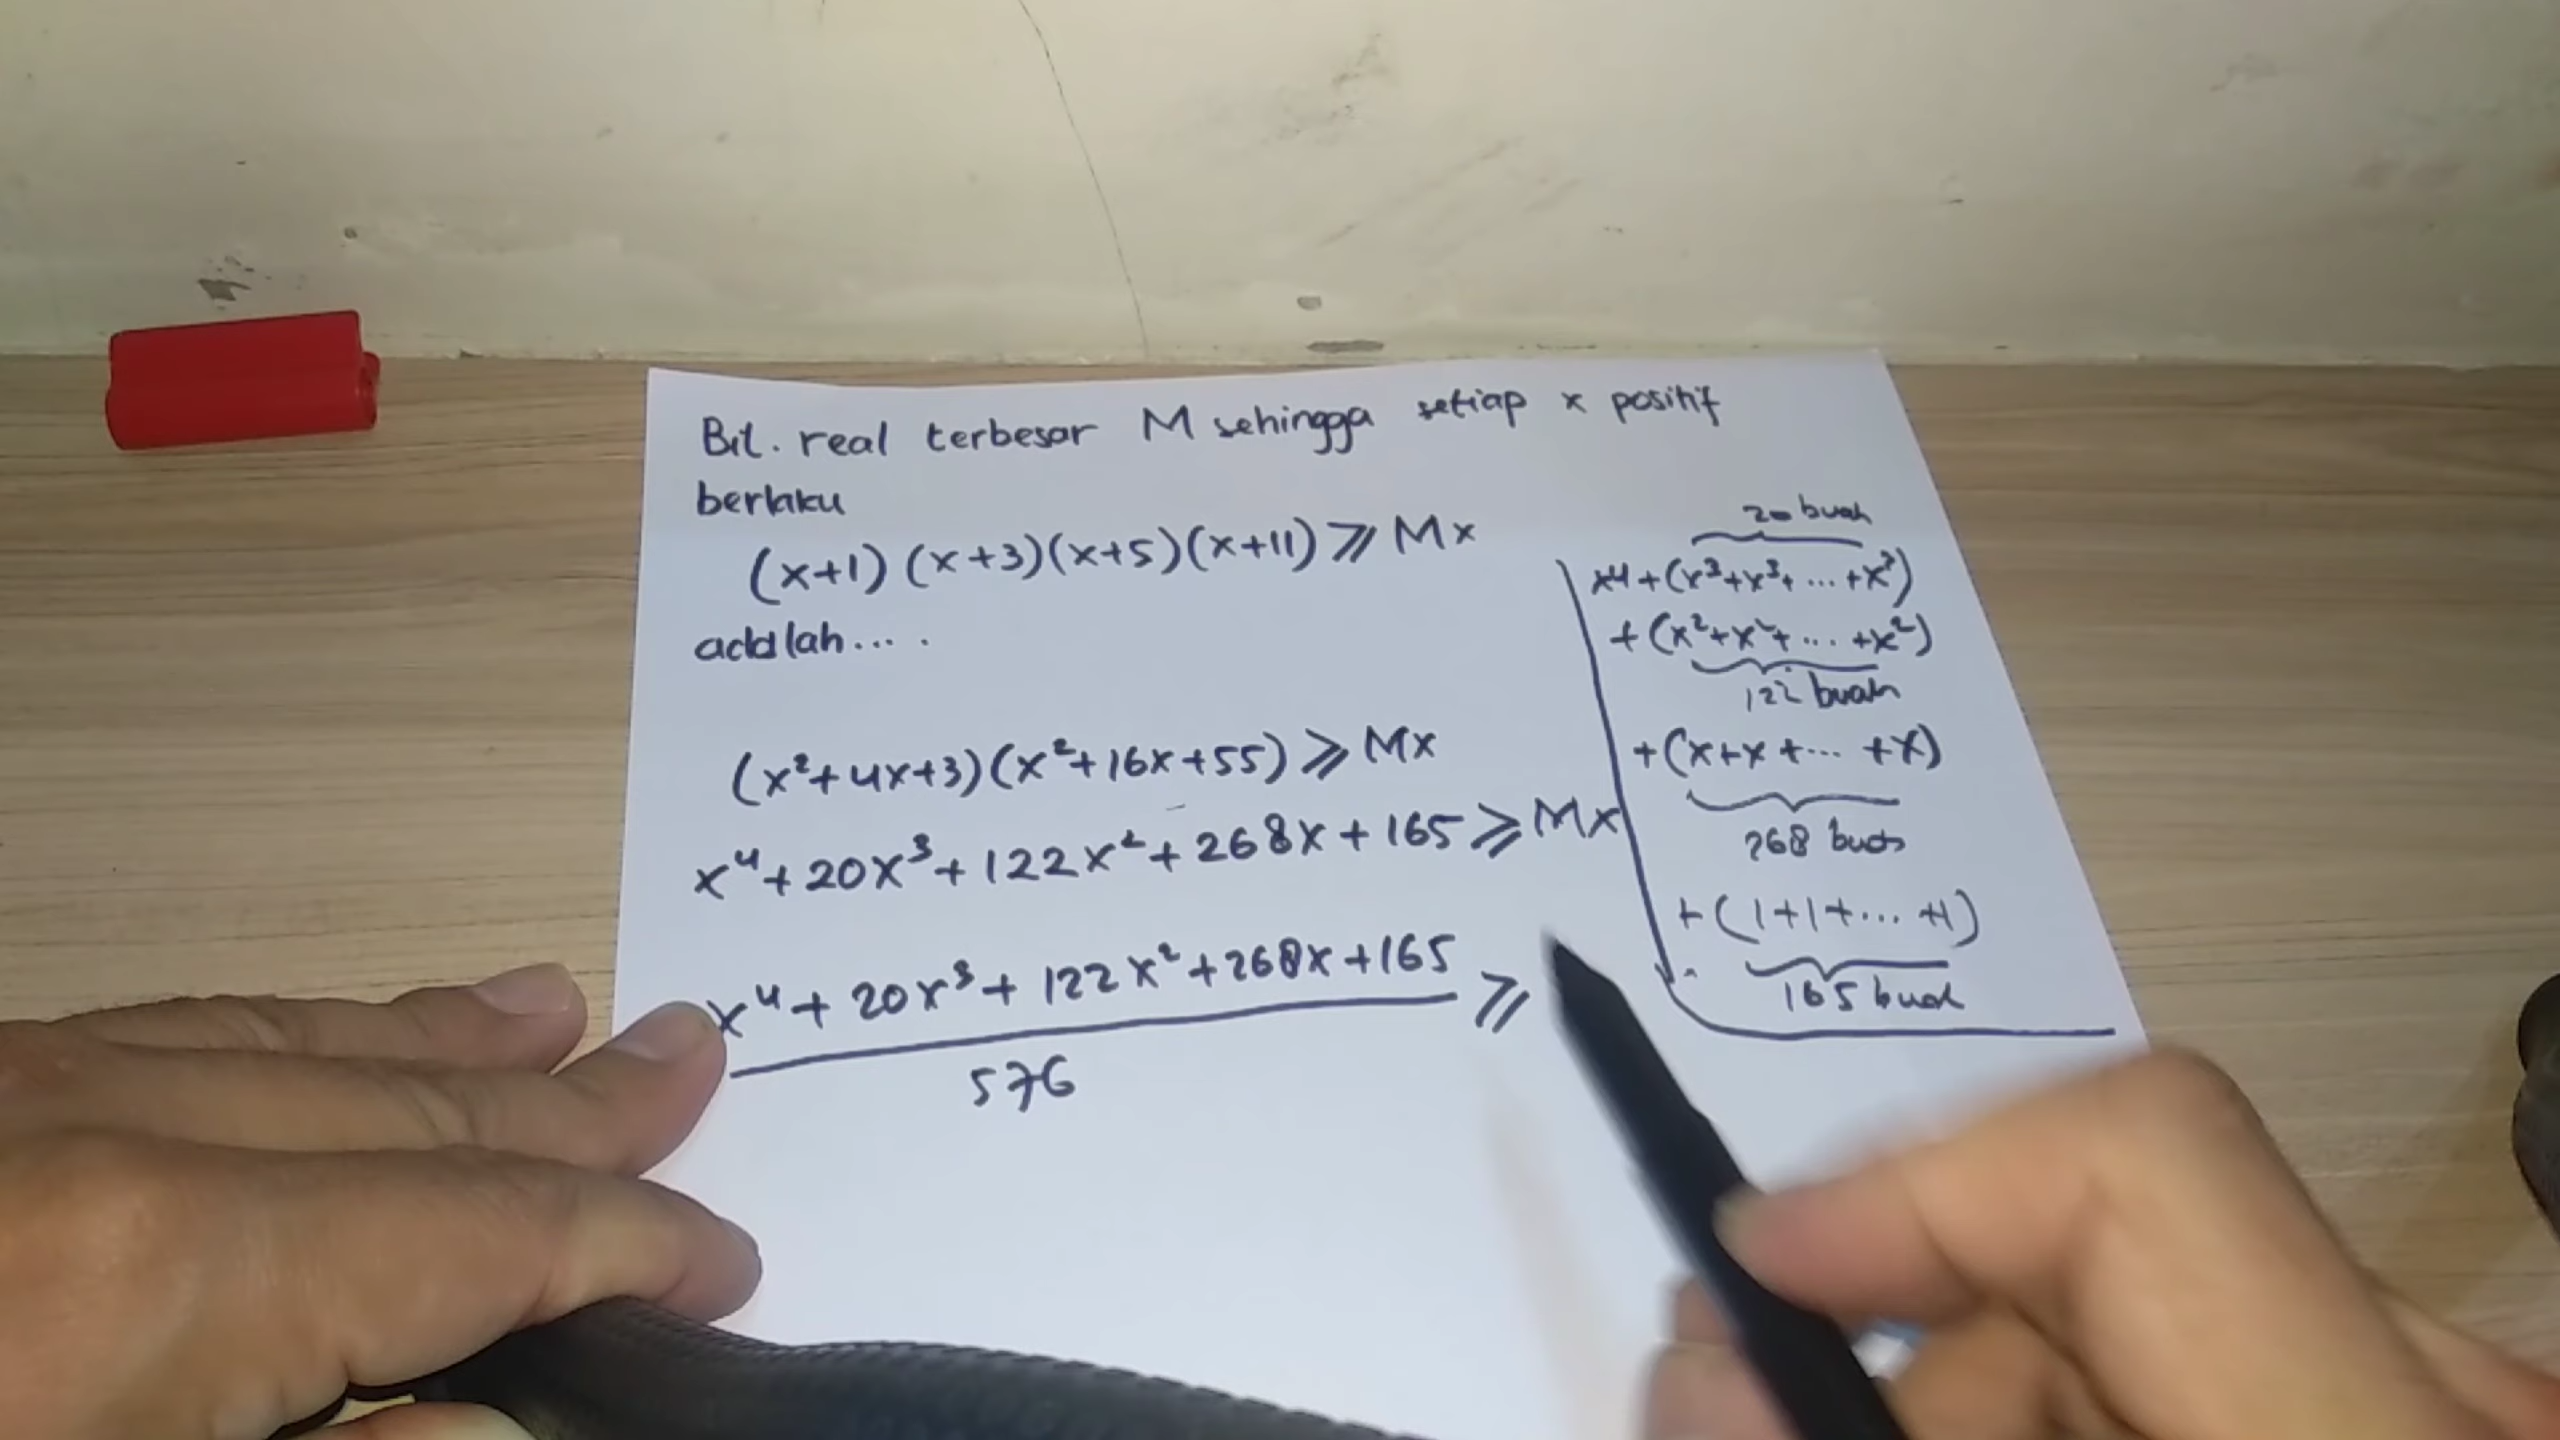 Bil. real terbesar M sehingga setiap x positif
berlaku
(x+1)(x+3)(x+5)(x+11) ⩾ Mx
adalah....
(x²+4x+3)(x²+16x+55) ⩾ Mx
x⁴+20x³+122x²+268x+165 ⩾ Mx
x⁴+20x³+122x²+268x+165 ⩾
576
20 buah
x⁴+(x³+x³+...+x³)
+(x²+x²+...+x²)
122 buah
+(x+x+...+x)
268 buah
+(1+1+...+1)
165 buah